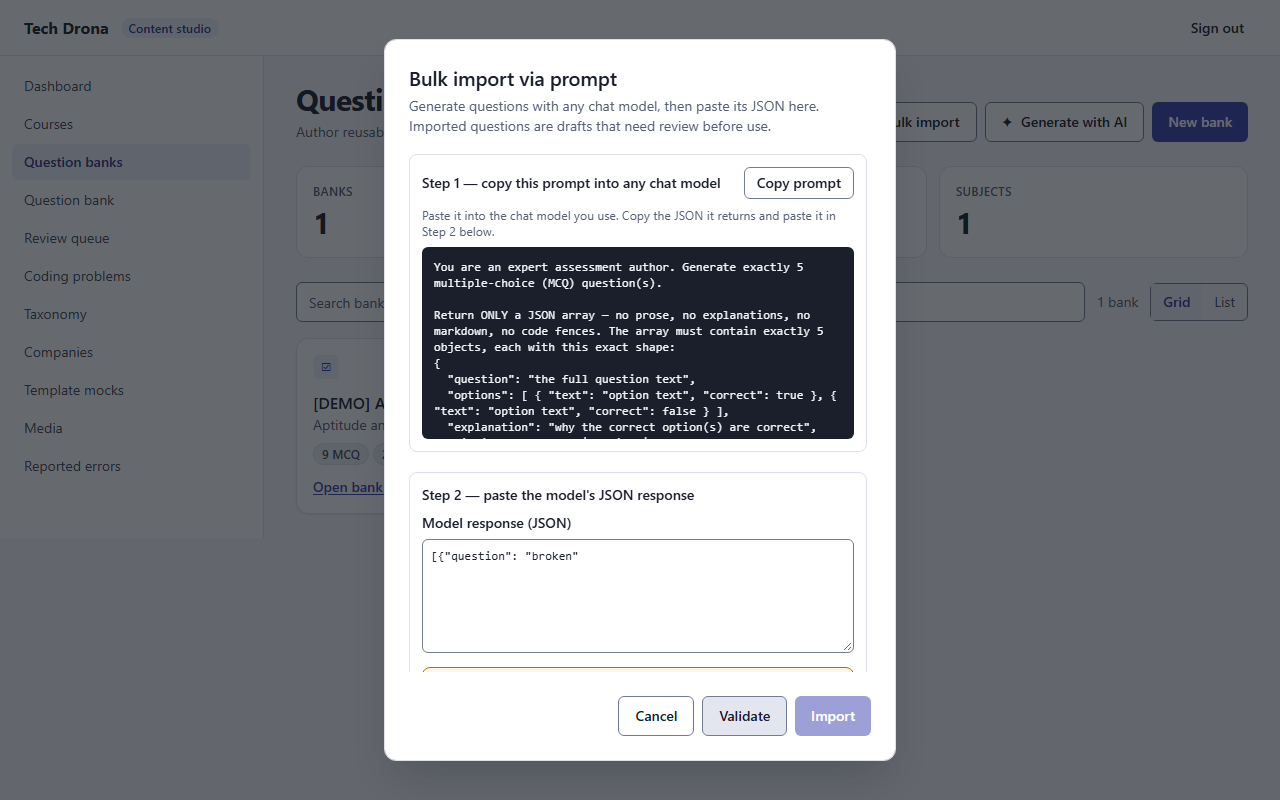 Tech Drona
Content studio
Sign out
Dashboard
Courses
Question banks
Question bank
Review queue
Coding problems
Taxonomy
Companies
Template mocks
Media
Reported errors
Questi
Author reusab
ulk import
✦ Generate with AI
New bank
BANKS
1
SUBJECTS
1
Search bank
1 bank
Grid
List
[DEMO] A
Aptitude an
9 MCQ
Open bank
Bulk import via prompt
Generate questions with any chat model, then paste its JSON here.
Imported questions are drafts that need review before use.
Step 1 — copy this prompt into any chat model
Copy prompt
Paste it into the chat model you use. Copy the JSON it returns and paste it in
Step 2 below.
You are an expert assessment author. Generate exactly 5
multiple-choice (MCQ) question(s).
Return ONLY a JSON array — no prose, no explanations, no
markdown, no code fences. The array must contain exactly 5
objects, each with this exact shape:
{
"question": "the full question text",
"options": [ { "text": "option text", "correct": true }, {
"text": "option text", "correct": false } ],
"explanation": "why the correct option(s) are correct",
Step 2 — paste the model's JSON response
Model response (JSON)
[{"question": "broken"
Cancel
Validate
Import